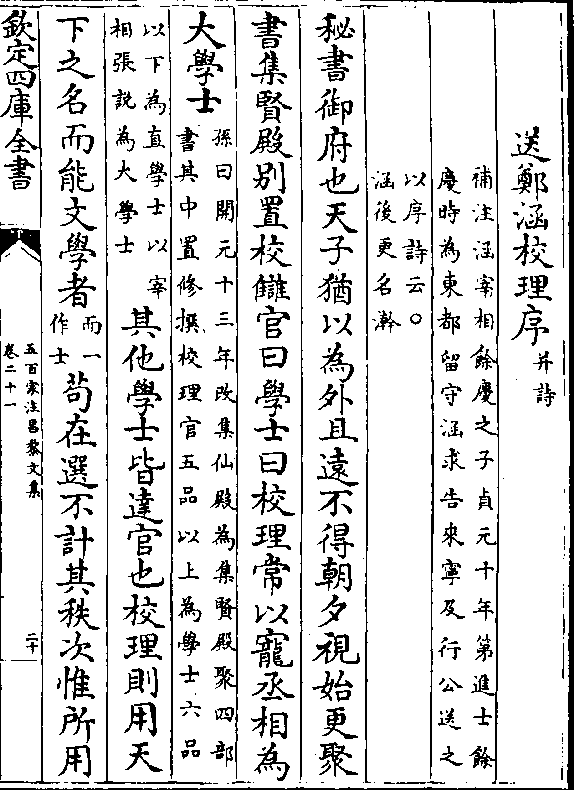 送鄭涵校理序 并詩
補注涵宰相餘慶之子貞元十年第進士餘
慶時為東都留守涵求告來寧及行公送之
以序詩云〇
涵後更名瀚
秘書御府也天子猶以為外且遠不得朝夕視始更聚
書集賢殿别置校讎官曰學士曰校理常以寵丞相為
大學士
孫曰開元十三年改集仙殿為集賢殿聚四部
書其中置修撰校理官五品以上為學士六品
以下為直學士以宰
相張説為大學士
其他學士皆達官也校理則用天
下之名而能文學者
而一
作士
苟在選不計其秩次惟所用
欽定四庫全書
五百家注昌黎文集
卷二十一
二十